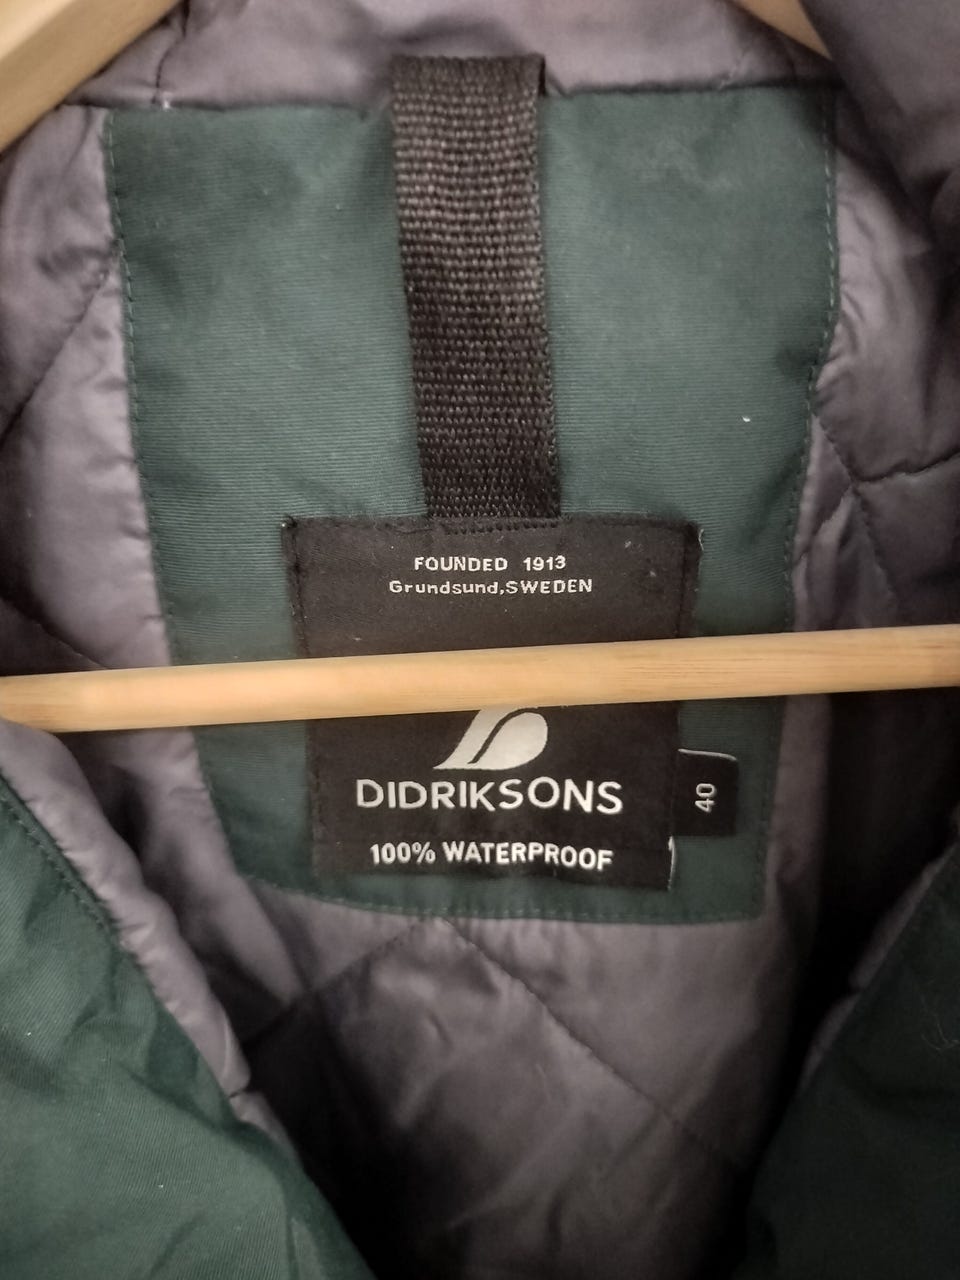 FOUNDED 1913
Grundsund,SWEDEN
DIDRIKSONS
40
100% WATERPROOF